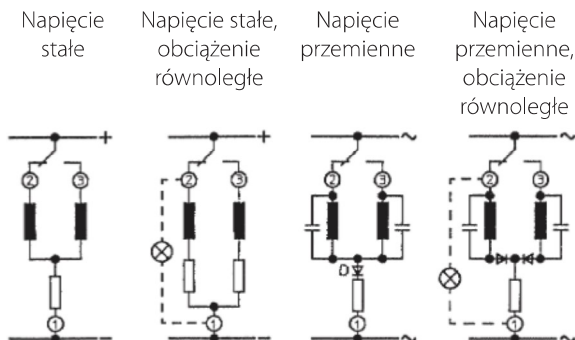 Napięcie
stałe
Napięcie stałe,
obciążenie
równoległe
Napięcie
przemienne
Napięcie
przemienne,
obciążenie
równoległe
+
2
3
1
−
+
2
3
1
−
~
2
3
D
1
~
~
2
3
1
~